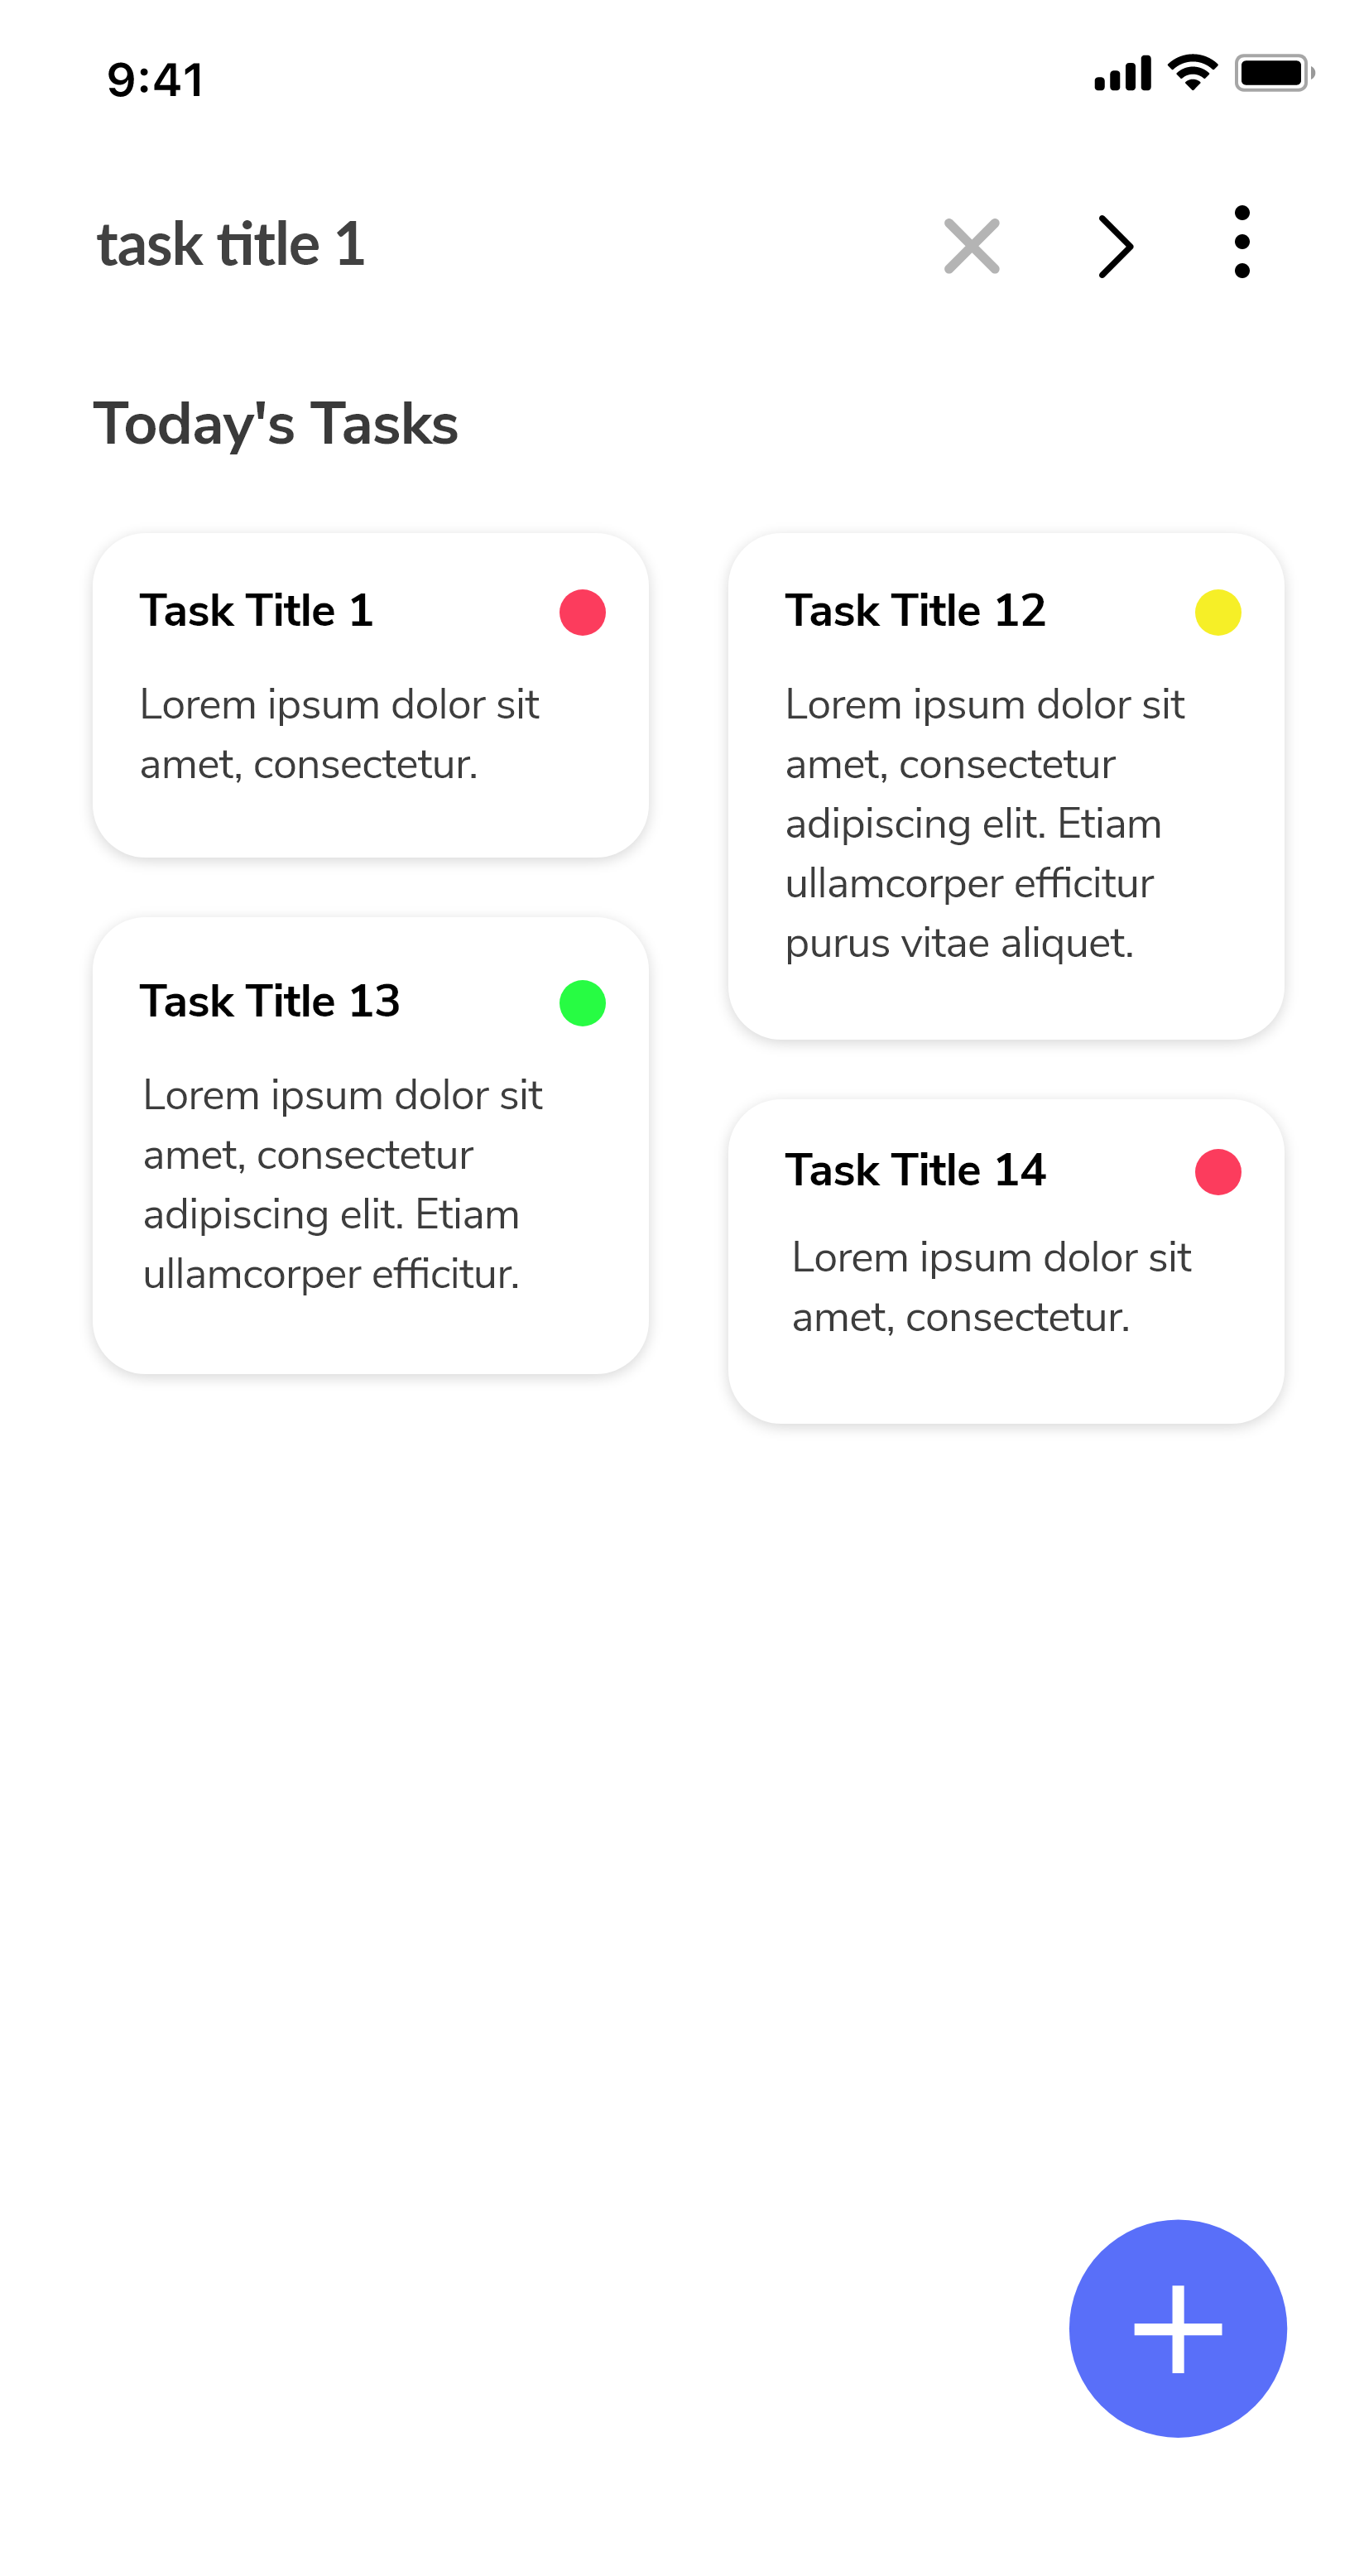 9:41
task title 1
Today's Tasks
Task Title 1
Lorem ipsum dolor sit
amet, consectetur.
Task Title 12
Lorem ipsum dolor sit
amet, consectetur
adipiscing elit. Etiam
ullamcorper efficitur
purus vitae aliquet.
Task Title 13
Lorem ipsum dolor sit
amet, consectetur
adipiscing elit. Etiam
ullamcorper efficitur.
Task Title 14
Lorem ipsum dolor sit
amet, consectetur.